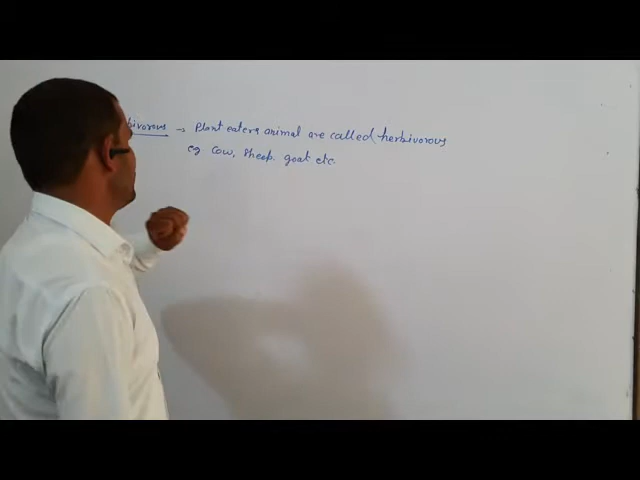 bivorous → Plant eaters animal are called herbivorous
eg cow, sheep. goat etc.